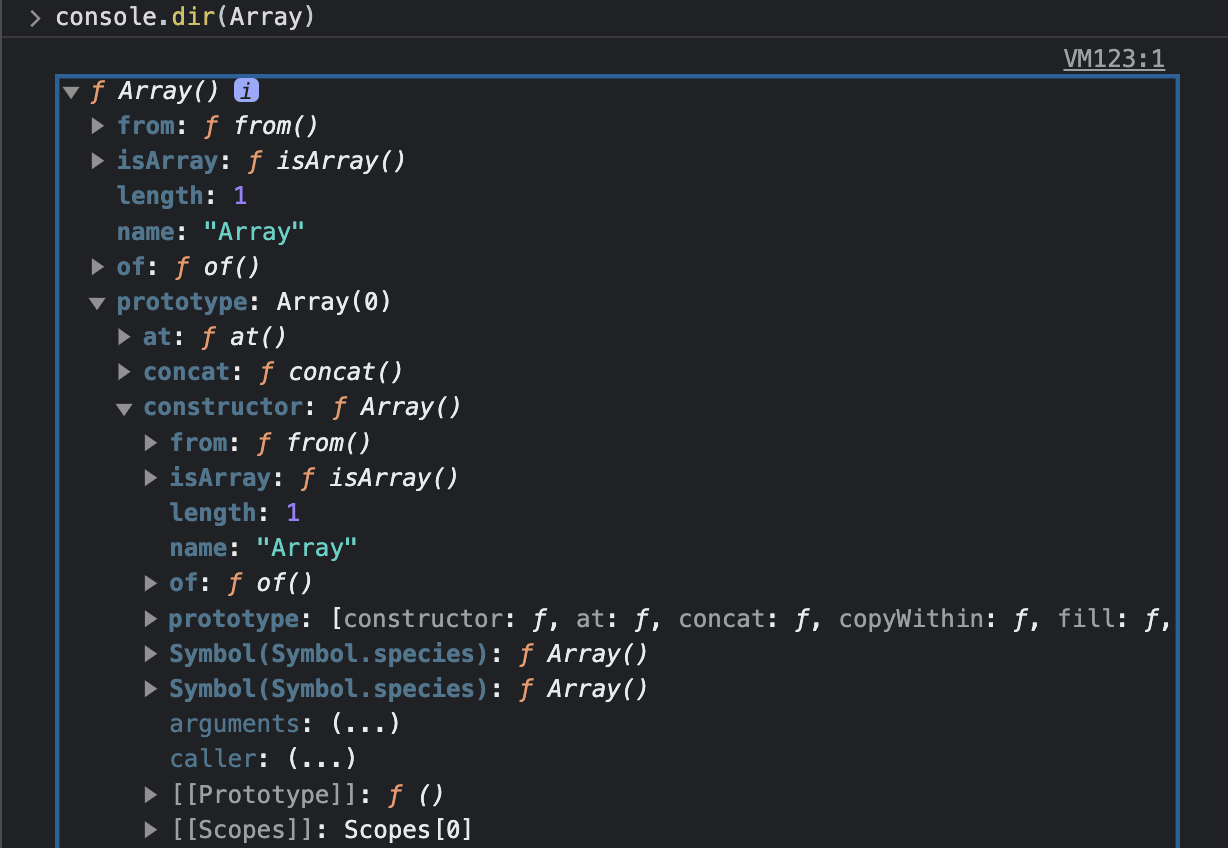 > console.dir(Array)
VM123:1
▼ ƒ Array() i
▶ from: ƒ from()
▶ isArray: ƒ isArray()
length: 1
name: "Array"
▶ of: ƒ of()
▼ prototype: Array(0)
▶ at: ƒ at()
▶ concat: ƒ concat()
▼ constructor: ƒ Array()
▶ from: ƒ from()
▶ isArray: ƒ isArray()
length: 1
name: "Array"
▶ of: ƒ of()
▶ prototype: [constructor: ƒ, at: ƒ, concat: ƒ, copyWithin: ƒ, fill: ƒ,
▶ Symbol(Symbol.species): ƒ Array()
▶ Symbol(Symbol.species): ƒ Array()
arguments: (...)
caller: (...)
▶ [[Prototype]]: ƒ ()
▶ [[Scopes]]: Scopes[0]